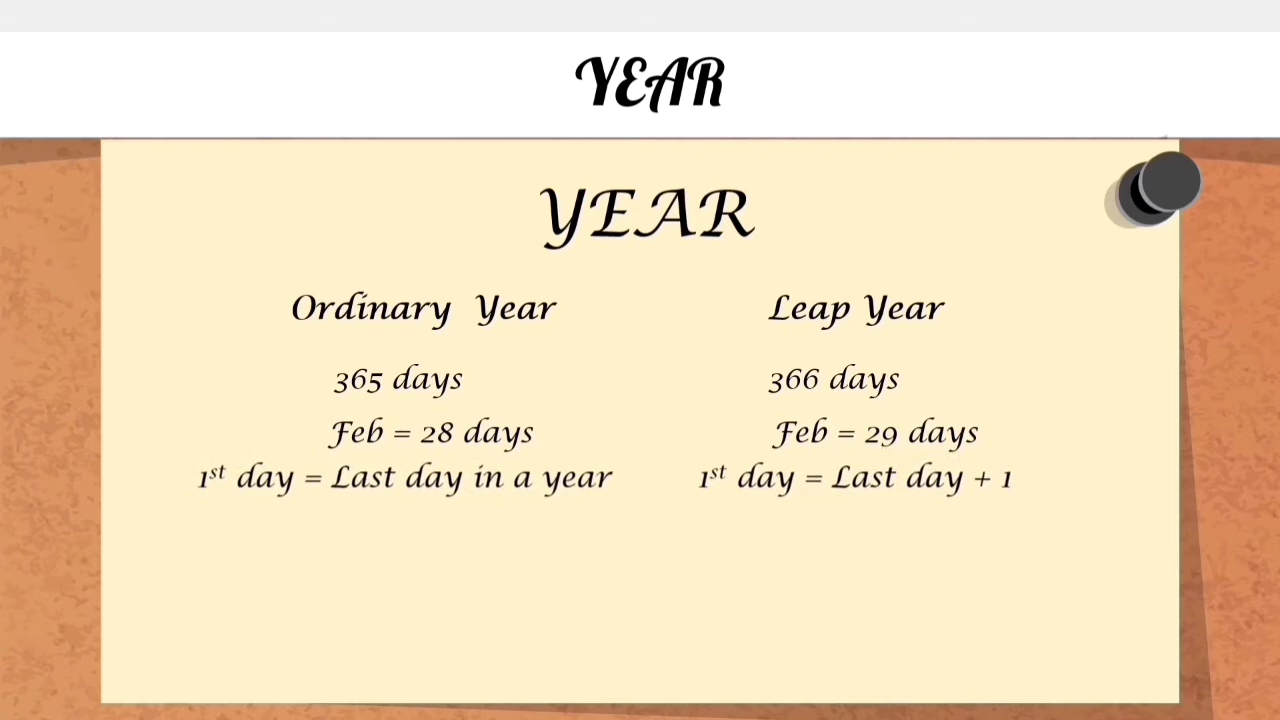 YEAR
YEAR
Ordinary Year
Leap Year
365 days
366 days
Feb = 28 days
Feb = 29 days
1st day = Last day in a year
1st day = Last day + 1